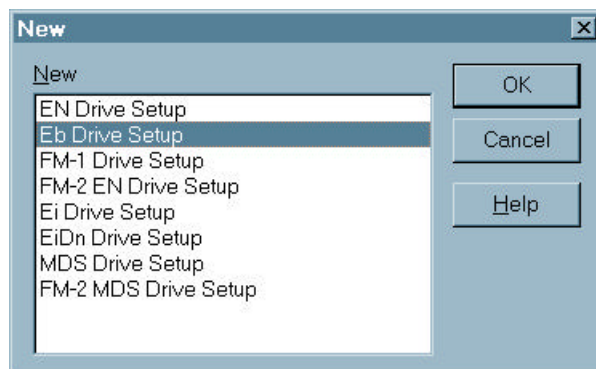 New
New
EN Drive Setup
Eb Drive Setup
FM-1 Drive Setup
FM-2 EN Drive Setup
Ei Drive Setup
EiDn Drive Setup
MDS Drive Setup
FM-2 MDS Drive Setup
OK
Cancel
Help